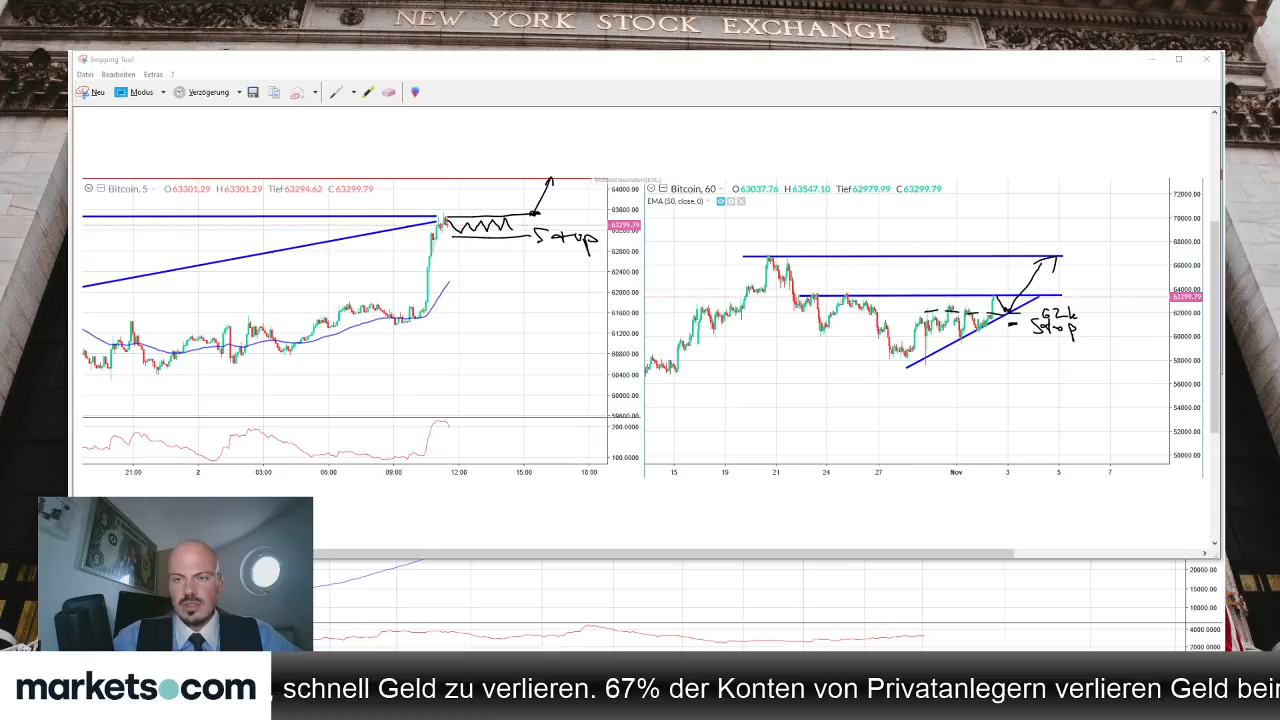 NEW YORK STOCK EXCHANGE
Snipping Tool
Datei Bearbeiten Extras ?
Neu Modus Verzögerung
Bitcoin, 5 O63301.29 H63301.29 Tief63294.62 C63299.79
64000.00
63600.00
63299.79
63200.00
62800.00
62400.00
62000.00
61600.00
61200.00
60800.00
60400.00
60000.00
59600.00
200.0000
100.0000
21:00 2 03:00 06:00 09:00 12:00 15:00 18:00
Stop
Bitcoin, 60 O63037.76 H63547.10 Tief62979.99 C63299.79
EMA (50, close, 0)
72000.00
70000.00
68000.00
66000.00
64000.00
63299.79
62000.00
60000.00
58000.00
56000.00
54000.00
52000.00
50000.00
15 19 21 24 27 Nov 3 5 7
62k
Stop
20000.00
15000.00
10000.00
4000.0000
2000.0000
markets.com
, schnell Geld zu verlieren. 67% der Konten von Privatanlegern verlieren Geld bei